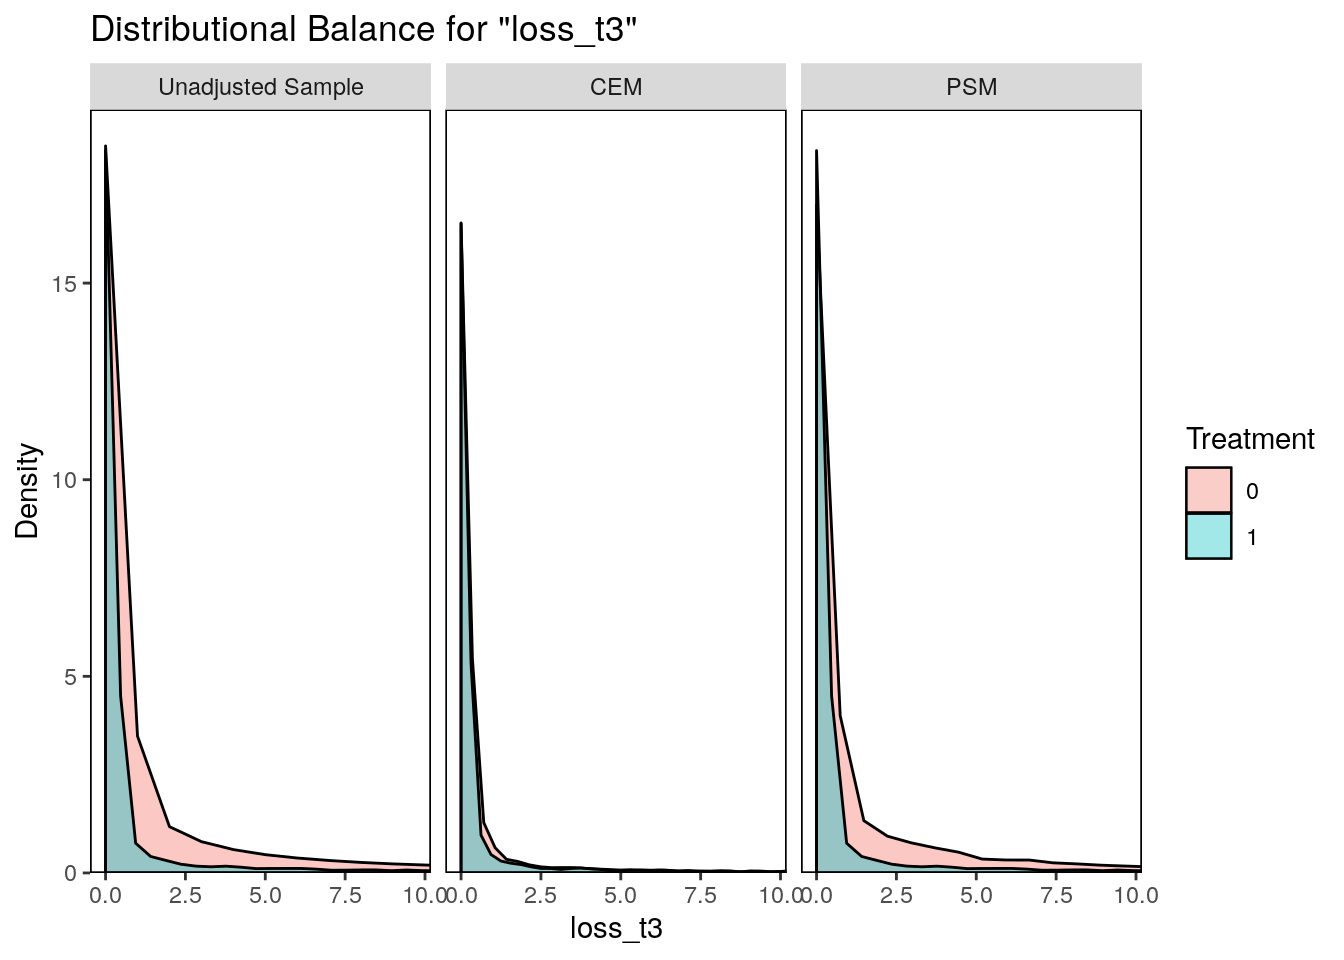 Distributional Balance for "loss_t3"
Unadjusted Sample
CEM
PSM
Density
15
10
5
0
0.0 2.5 5.0 7.5 10.0
0.0 2.5 5.0 7.5 10.0
0.0 2.5 5.0 7.5 10.0
loss_t3
Treatment
0
1